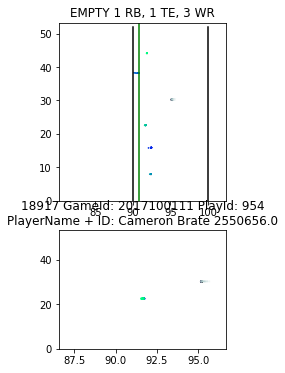 EMPTY 1 RB, 1 TE, 3 WR
50
40
30
20
10
0
85 90 95 100
18917 GameId: 2017100111 PlayId: 954
PlayerName + ID: Cameron Brate 2550656.0
40
20
0
87.5 90.0 92.5 95.0